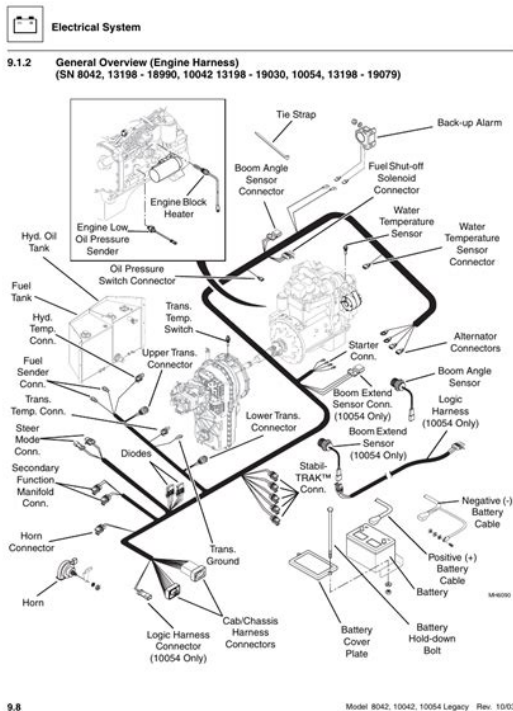 Electrical System
9.1.2 General Overview (Engine Harness)
(SN 8042, 13198 - 18990, 10042 13198 - 19030, 10054, 13198 - 19079)
Tie Strap
Back-up Alarm
Boom Angle
Sensor
Connector
Fuel Shut-off
Solenoid
Connector
Engine Block
Heater
Engine Low
Oil Pressure
Sender
Water
Temperature
Sensor
Water
Temperature
Sensor
Connector
Hyd. Oil
Tank
Oil Pressure
Switch Connector
Fuel
Tank
Trans.
Temp.
Switch
Hyd.
Temp.
Conn.
Starter
Conn.
Alternator
Connectors
Fuel
Sender
Conn.
Upper Trans.
Connector
Boom Angle
Sensor
Boom Extend
Sensor Conn.
(10054 Only)
Logic
Harness
(10054 Only)
Trans.
Temp. Conn.
Lower Trans.
Connector
Boom Extend
Sensor
(10054 Only)
Steer
Mode
Conn.
Diodes
Stabil-
TRAK™
Conn.
Secondary
Function
Manifold
Conn.
Negative (-)
Battery
Cable
Horn
Connector
Trans.
Ground
Positive (+)
Battery
Cable
Horn
Battery
MH6090
Cab/Chassis
Harness
Connectors
Logic Harness
Connector
(10054 Only)
Battery
Cover
Plate
Battery
Hold-down
Bolt
9.8
Model 8042, 10042, 10054 Legacy Rev. 10/03